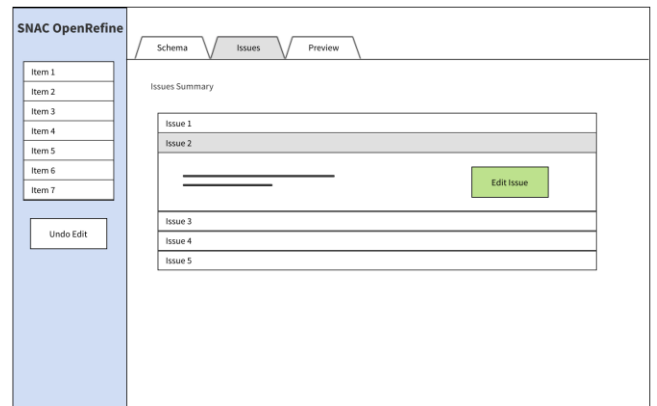 SNAC OpenRefine
Item 1
Item 2
Item 3
Item 4
Item 5
Item 6
Item 7
Undo Edit
Schema
Issues
Preview
Issues Summary
Issue 1
Issue 2
Edit Issue
Issue 3
Issue 4
Issue 5